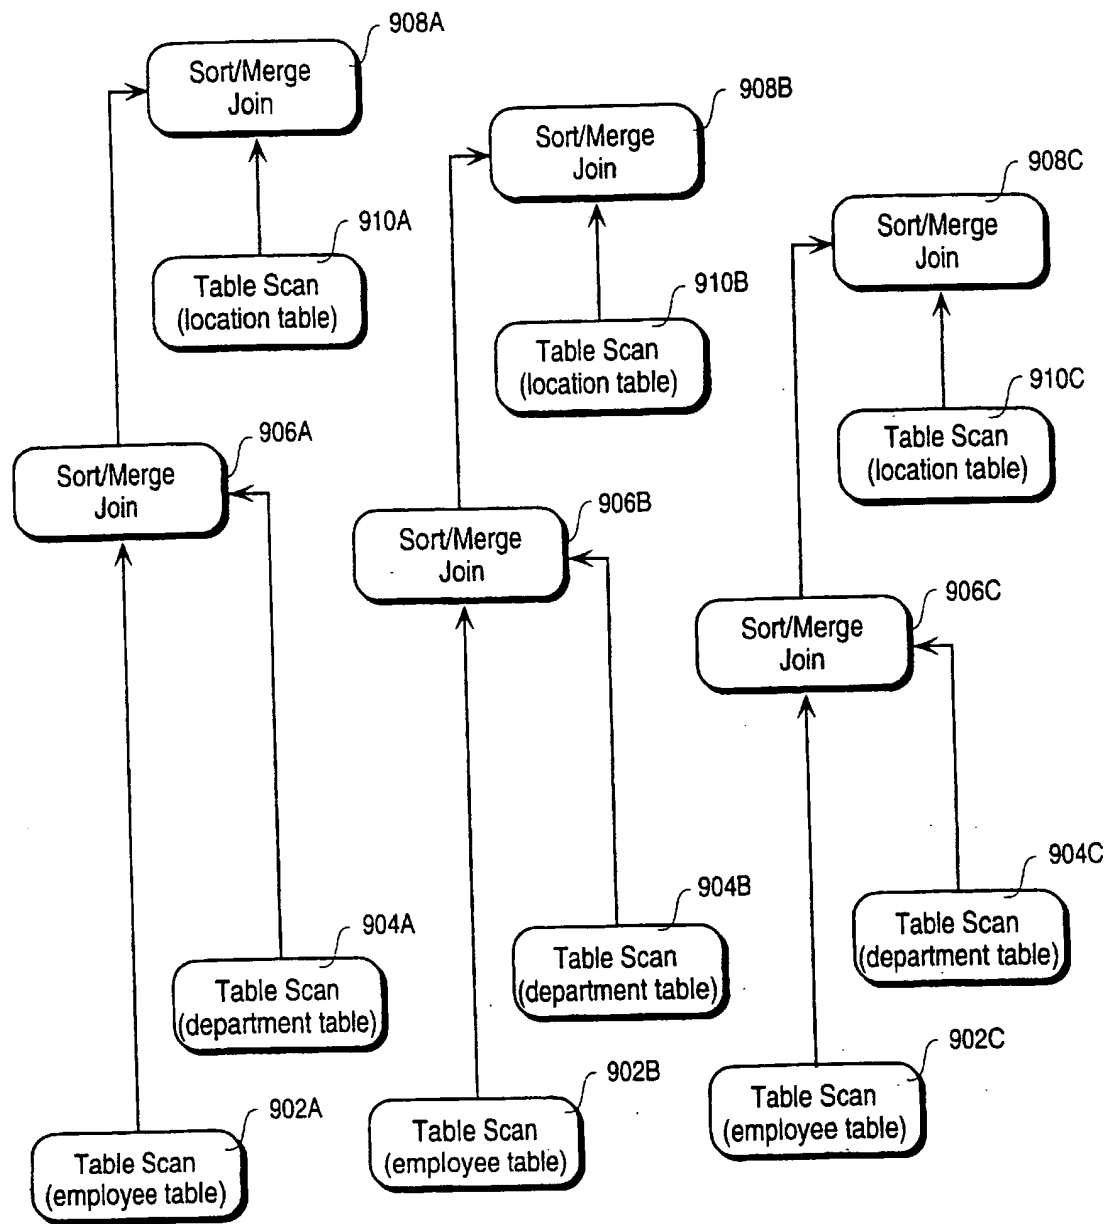 908A
Sort/Merge
Join
910A
Table Scan
(location table)
906A
Sort/Merge
Join
904A
Table Scan
(department table)
902A
Table Scan
(employee table)
908B
Sort/Merge
Join
910B
Table Scan
(location table)
906B
Sort/Merge
Join
904B
Table Scan
(department table)
902B
Table Scan
(employee table)
908C
Sort/Merge
Join
910C
Table Scan
(location table)
906C
Sort/Merge
Join
904C
Table Scan
(department table)
902C
Table Scan
(employee table)